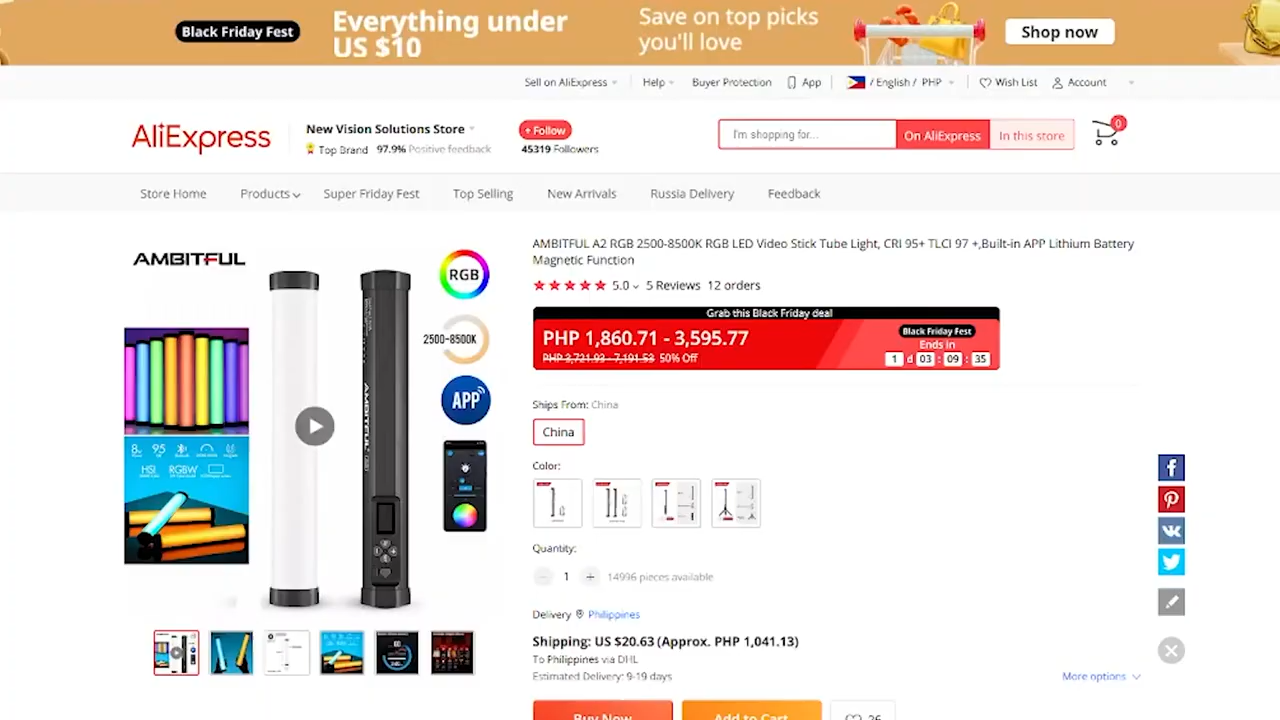 Black Friday Fest
Everything under
US $10
Save on top picks
you'll love
Shop now
Sell on AliExpress
Help
Buyer Protection
App
/ English / PHP
Wish List
Account
AliExpress
New Vision Solutions Store
Top Brand 97.9% Positive feedback
+ Follow
45319 Followers
I'm shopping for...
On AliExpress
In this store
0
Store Home
Products
Super Friday Fest
Top Selling
New Arrivals
Russia Delivery
Feedback
AMBITFUL
RGB
2500-8500K
APP
AMBITFUL
HSI
RGBW
AMBITFUL A2 RGB 2500-8500K RGB LED Video Stick Tube Light, CRI 95+ TLCI 97 +,Built-in APP Lithium Battery
Magnetic Function
5.0
5 Reviews
12 orders
Grab this Black Friday deal
PHP 1,860.71 - 3,595.77
PHP 3,721.93 - 7,191.53 50% Off
Black Friday Fest
Ends in
1 d 03 : 09 : 35
Ships From: China
China
Color:
Quantity:
1
14996 pieces available
Delivery Philippines
Shipping: US $20.63 (Approx. PHP 1,041.13)
To Philippines via DHL
Estimated Delivery: 9-19 days
More options
Buy Now
Add to Cart
26